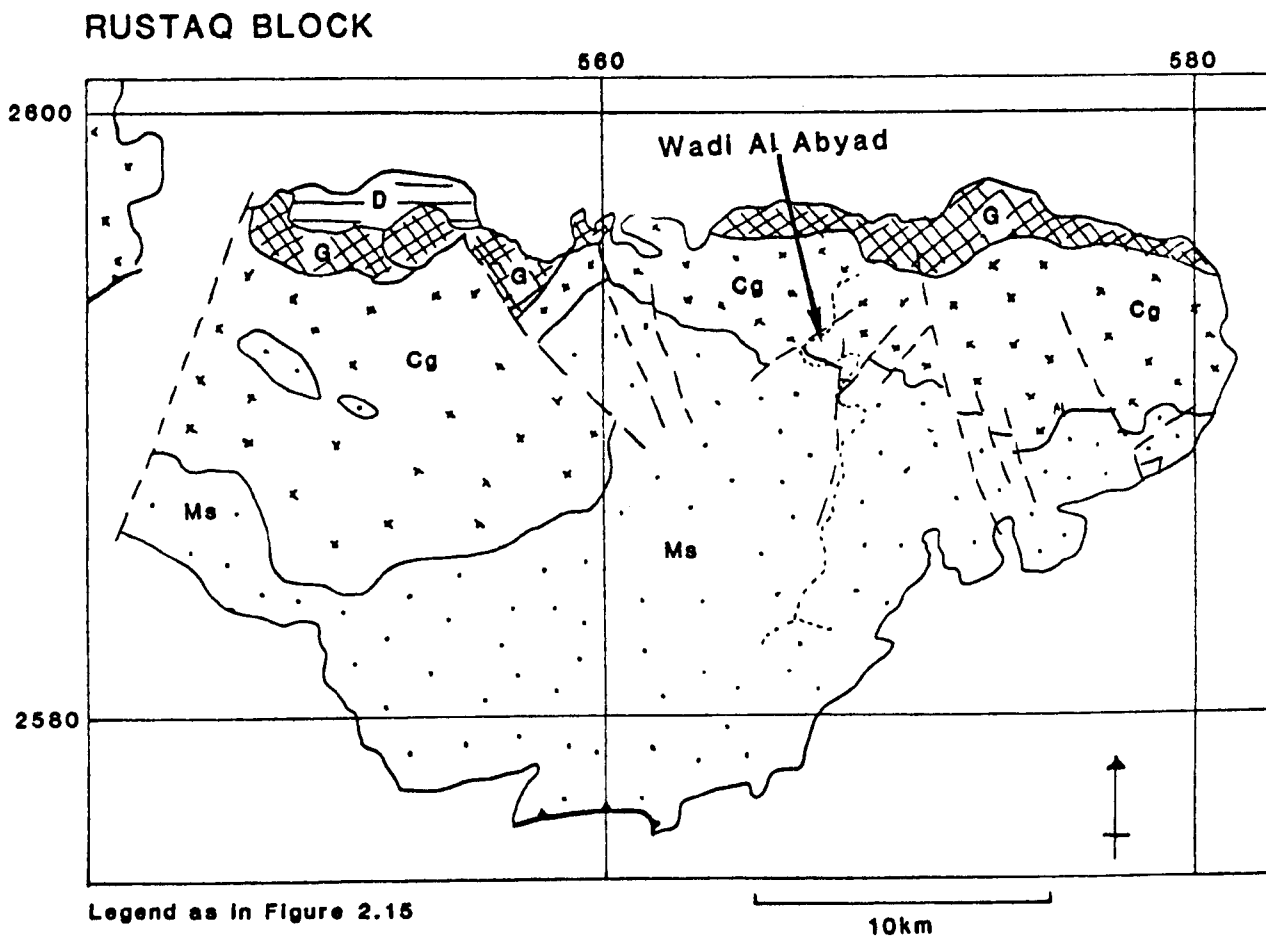 RUSTAQ BLOCK
560
580
2600
Wadi Al Abyad
D
G
G
G
Cg
Cg
Cg
Ms
Ms
2580
Legend as in Figure 2.15
10km